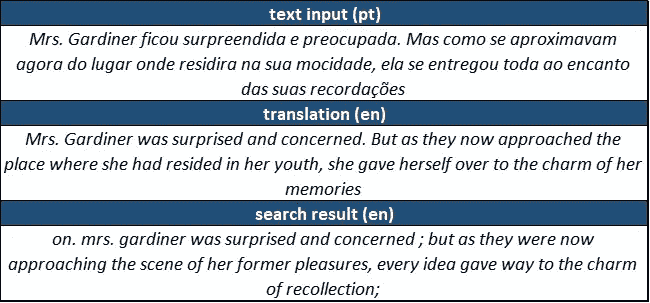 text input (pt)
Mrs. Gardiner ficou surpreendida e preocupada. Mas como se aproximavam
agora do lugar onde residira na sua mocidade, ela se entregou toda ao encanto
das suas recordações
translation (en)
Mrs. Gardiner was surprised and concerned. But as they now approached the
place where she had resided in her youth, she gave herself over to the charm of her
memories
search result (en)
on. mrs. gardiner was surprised and concerned ; but as they were now
approaching the scene of her former pleasures, every idea gave way to the charm
of recollection;